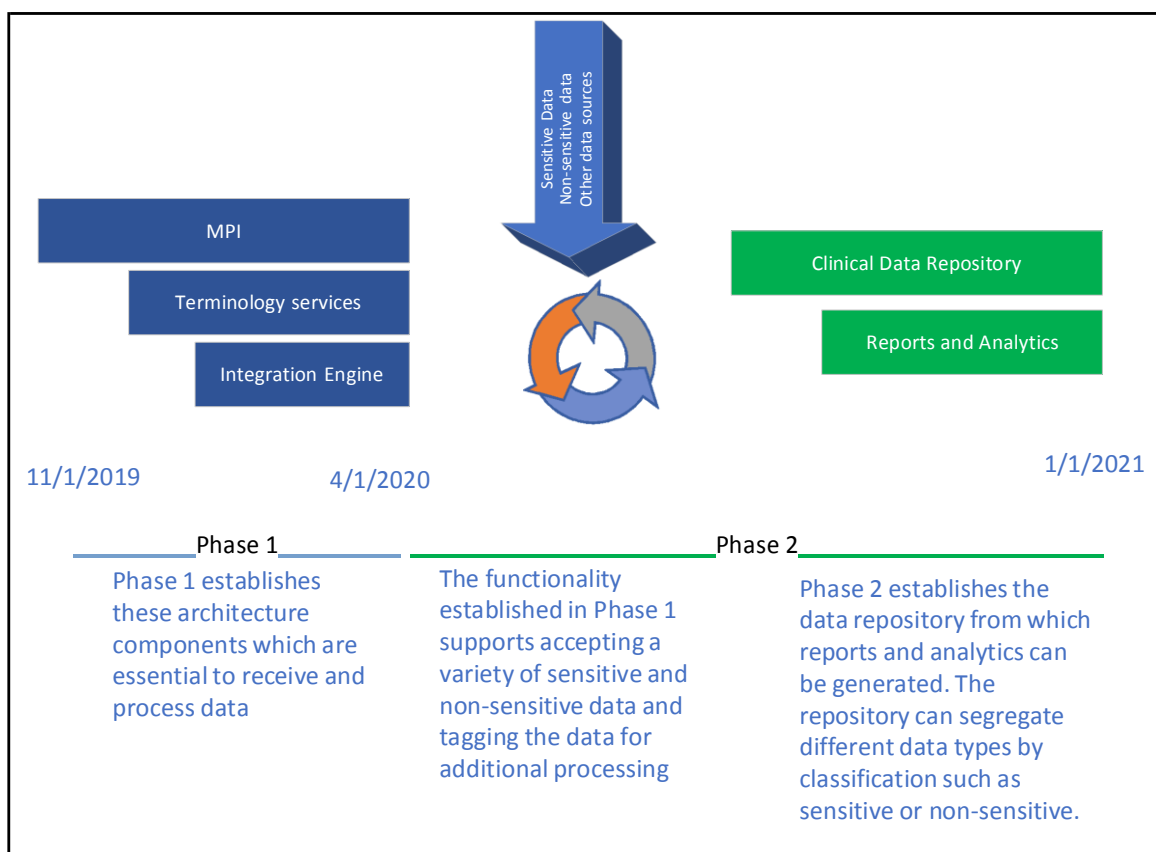 Sensitive Data
Non-sensitive data
Other data sources
MPI
Terminology services
Integration Engine
Clinical Data Repository
Reports and Analytics
11/1/2019
4/1/2020
1/1/2021
Phase 1
Phase 2
Phase 1 establishes
these architecture
components which are
essential to receive and
process data
The functionality
established in Phase 1
supports accepting a
variety of sensitive and
non-sensitive data and
tagging the data for
additional processing
Phase 2 establishes the
data repository from which
reports and analytics can
be generated. The
repository can segregate
different data types by
classification such as
sensitive or non-sensitive.